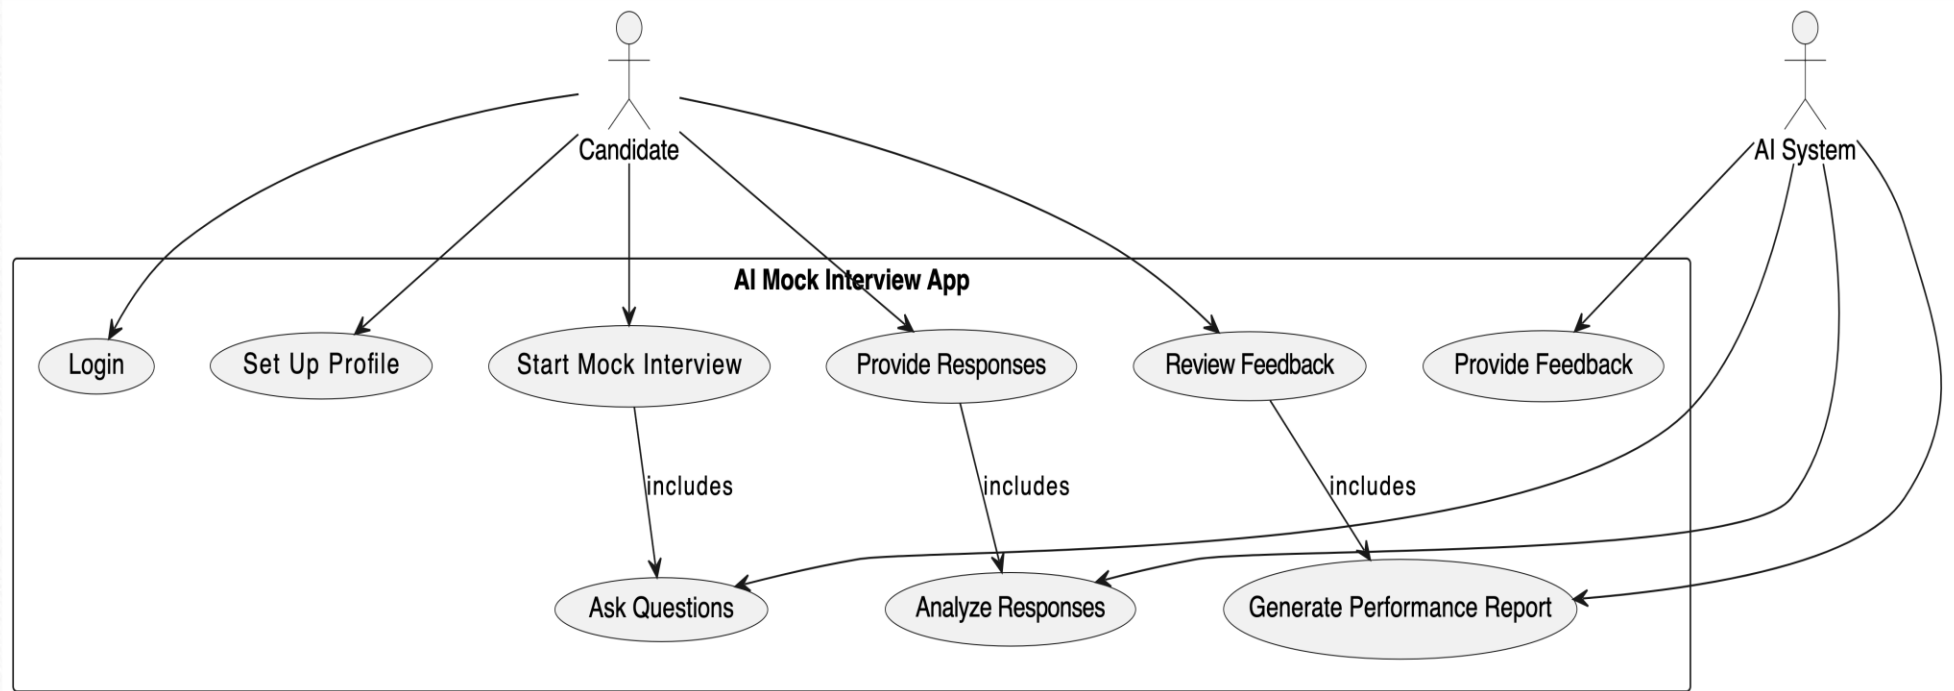 Candidate
AI System
AI Mock Interview App
Login
Set Up Profile
Start Mock Interview
Provide Responses
Review Feedback
Provide Feedback
includes
includes
includes
Ask Questions
Analyze Responses
Generate Performance Report